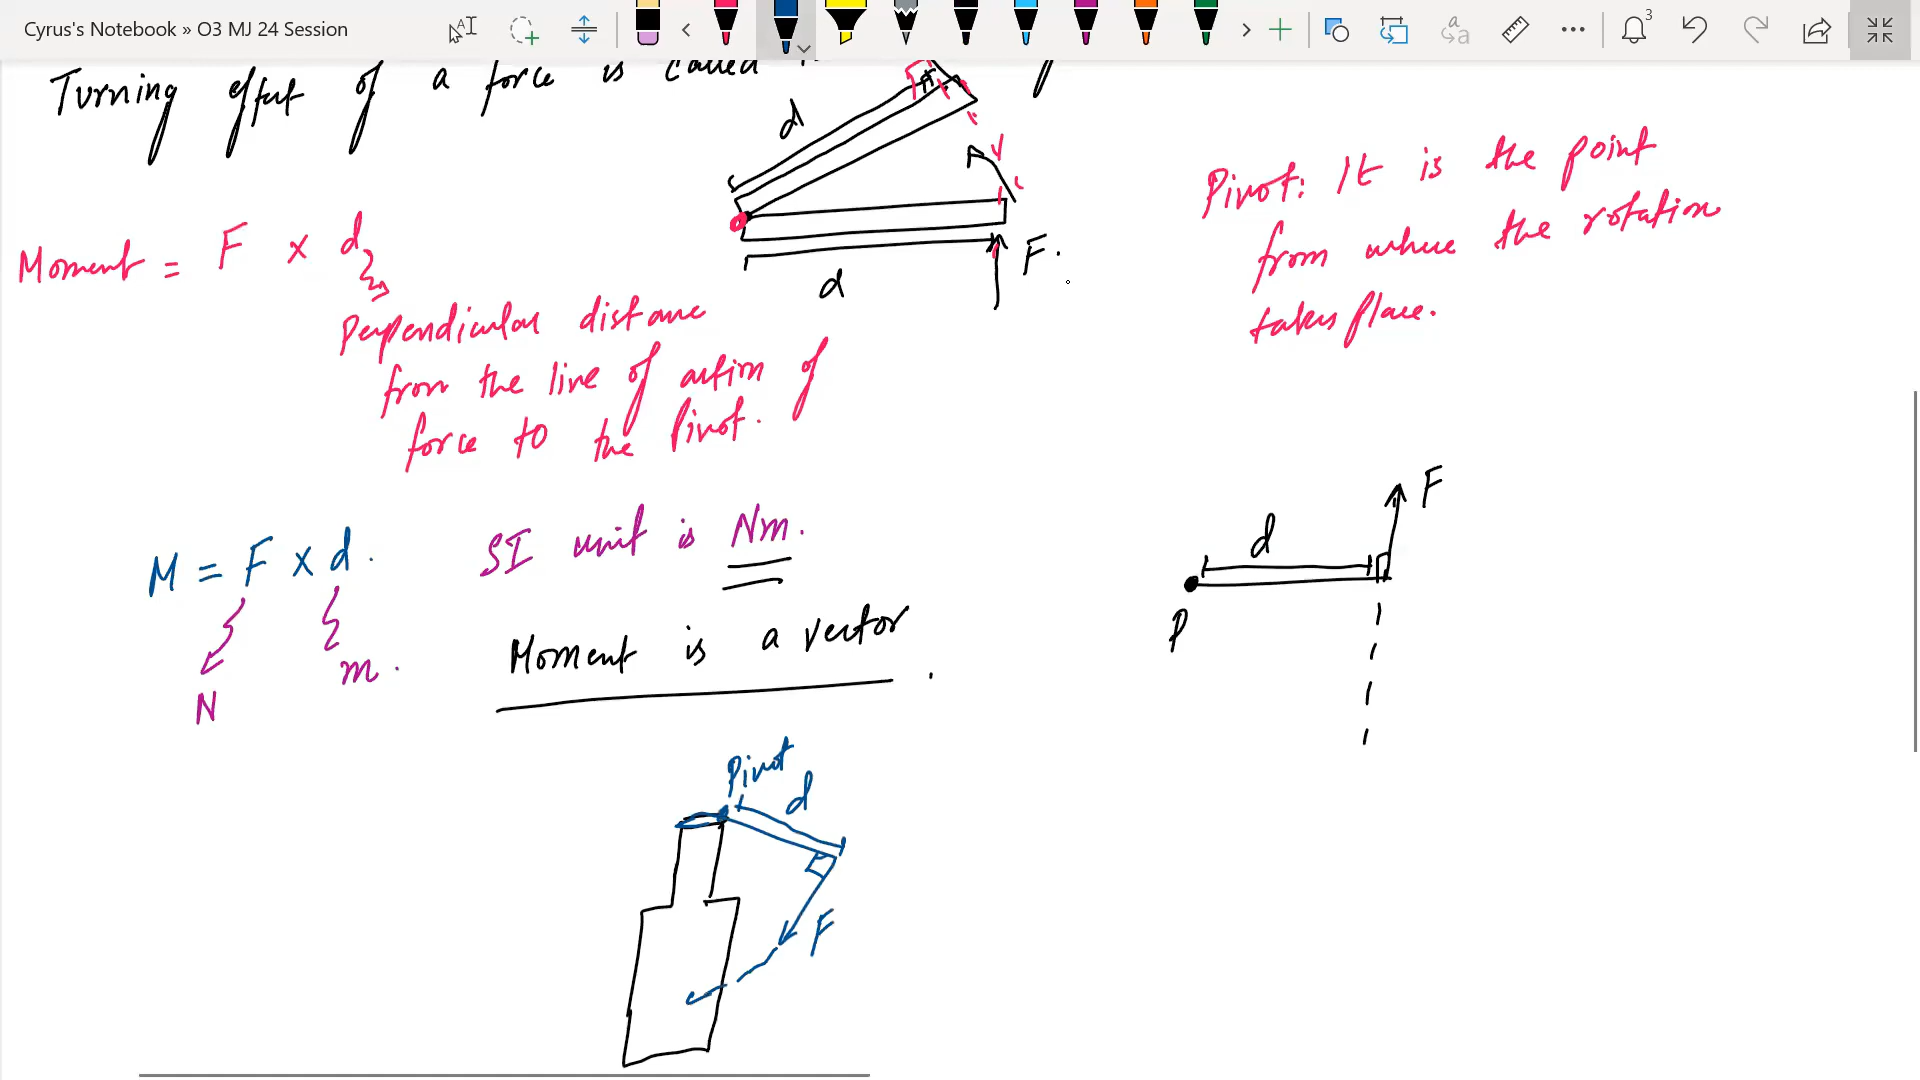 Cyrus's Notebook » O3 MJ 24 Session
3
Turning effect of a force is called
d
Moment = F x d
F.
d
Perpendicular distance
from the line of action of
force to the Pivot.
Pivot: It is the point
from where the rotation
takes place.
M = F x d.
N
m.
SI unit is Nm.
Moment is a vector.
F
d
P
Pivot
d
F